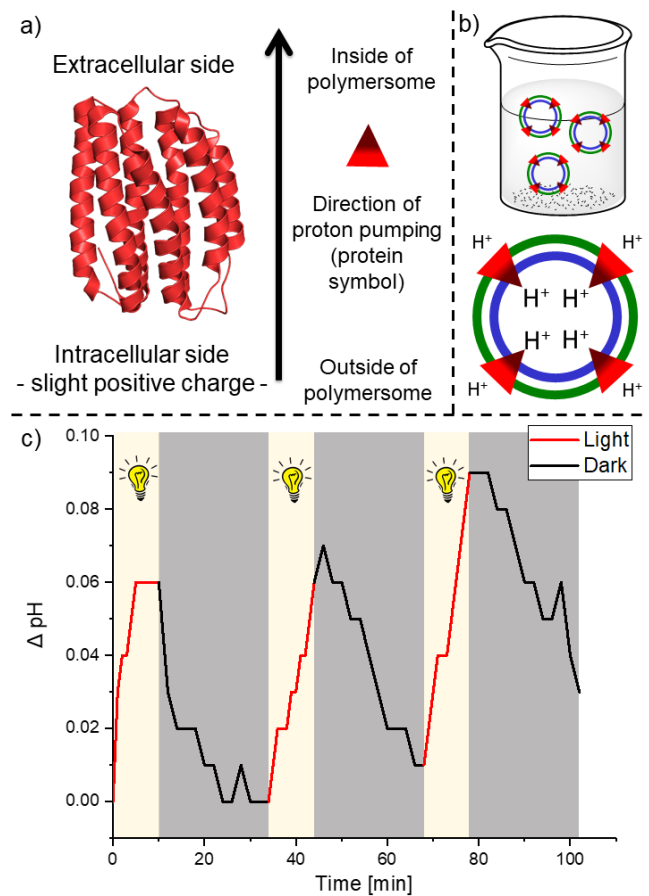 a)
Extracellular side
Intracellular side
- slight positive charge -
Inside of
polymersome
Direction of
proton pumping
(protein
symbol)
Outside of
polymersome
b)
H⁺ H⁺
H⁺ H⁺
H⁺ H⁺
H⁺ H⁺
c)
Light
Dark
Δ pH
0.10
0.08
0.06
0.04
0.02
0.00
0 20 40 60 80 100
Time [min]